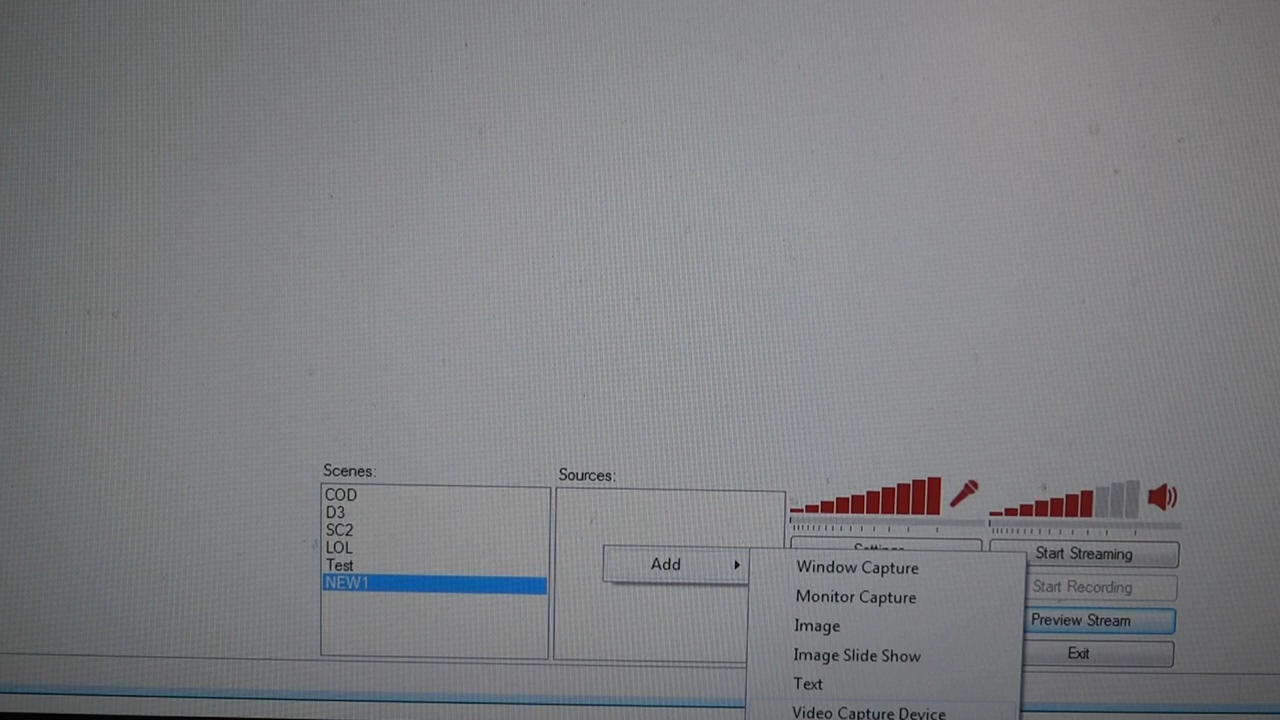 Scenes:
Sources:
COD
D3
SC2
LOL
Test
NEW1
Add
Settings
Window Capture
Monitor Capture
Image
Image Slide Show
Text
Video Capture Device
Start Streaming
Start Recording
Preview Stream
Exit